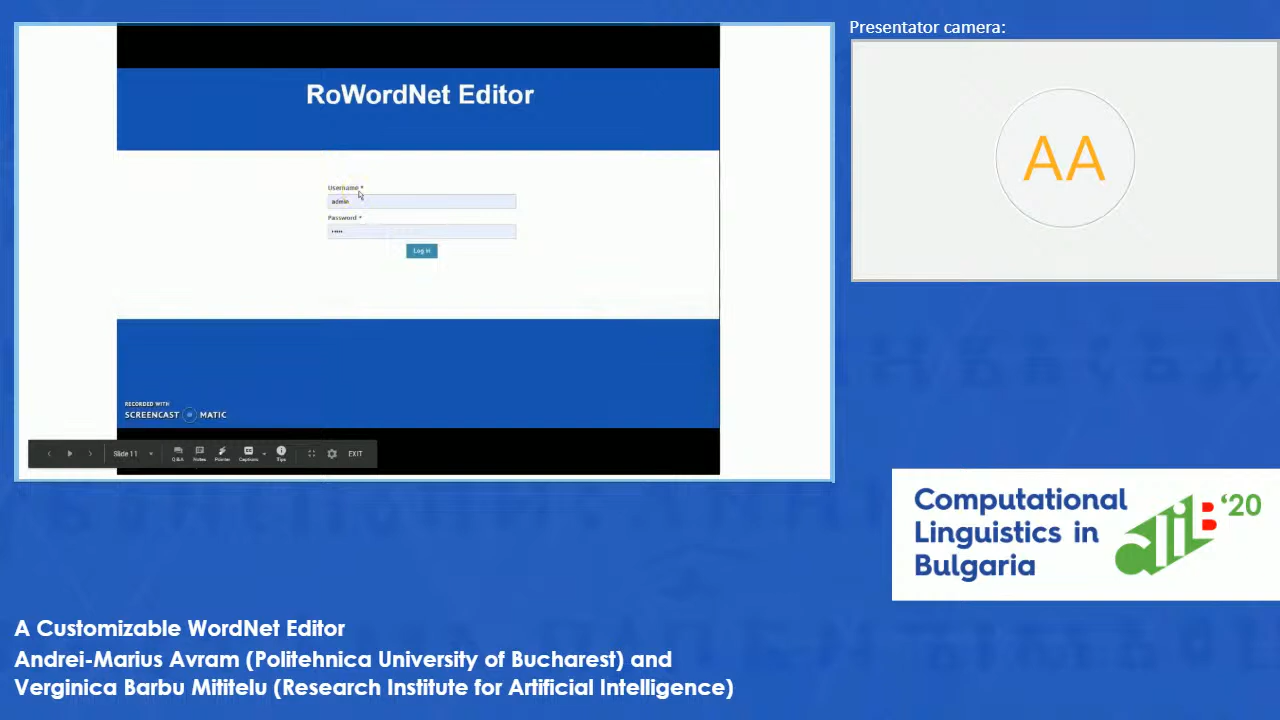 Presentator camera:
RoWordNet Editor
AA
Username *
admin
Password *
•••••
Log in
RECORDED WITH
SCREENCAST MATIC
Slide 11
Q&A Notes Pointer Captions Tips EXIT
Computational
Linguistics in
Bulgaria
CLIB '20
A Customizable WordNet Editor
Andrei-Marius Avram (Politehnica University of Bucharest) and
Verginica Barbu Mititelu (Research Institute for Artificial Intelligence)